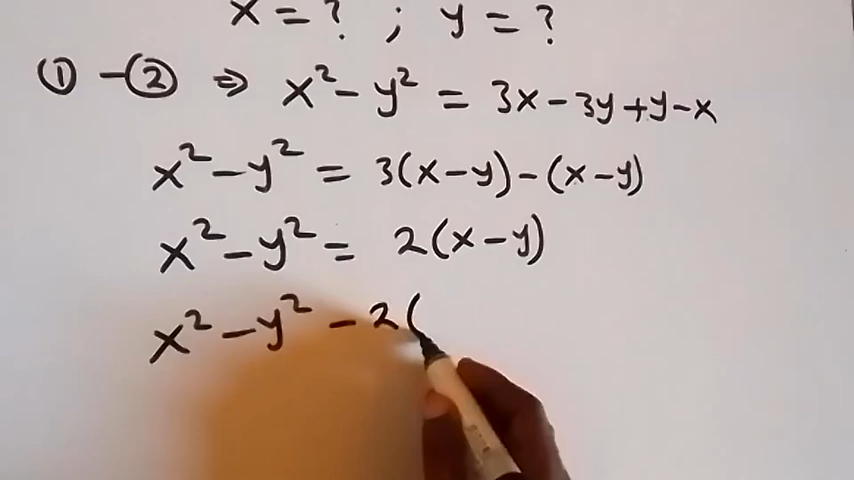 x = ? ; y = ?
① - ② ⇒ x² - y² = 3x - 3y + y - x
x² - y² = 3(x - y) - (x - y)
x² - y² = 2(x - y)
x² - y² - 2(